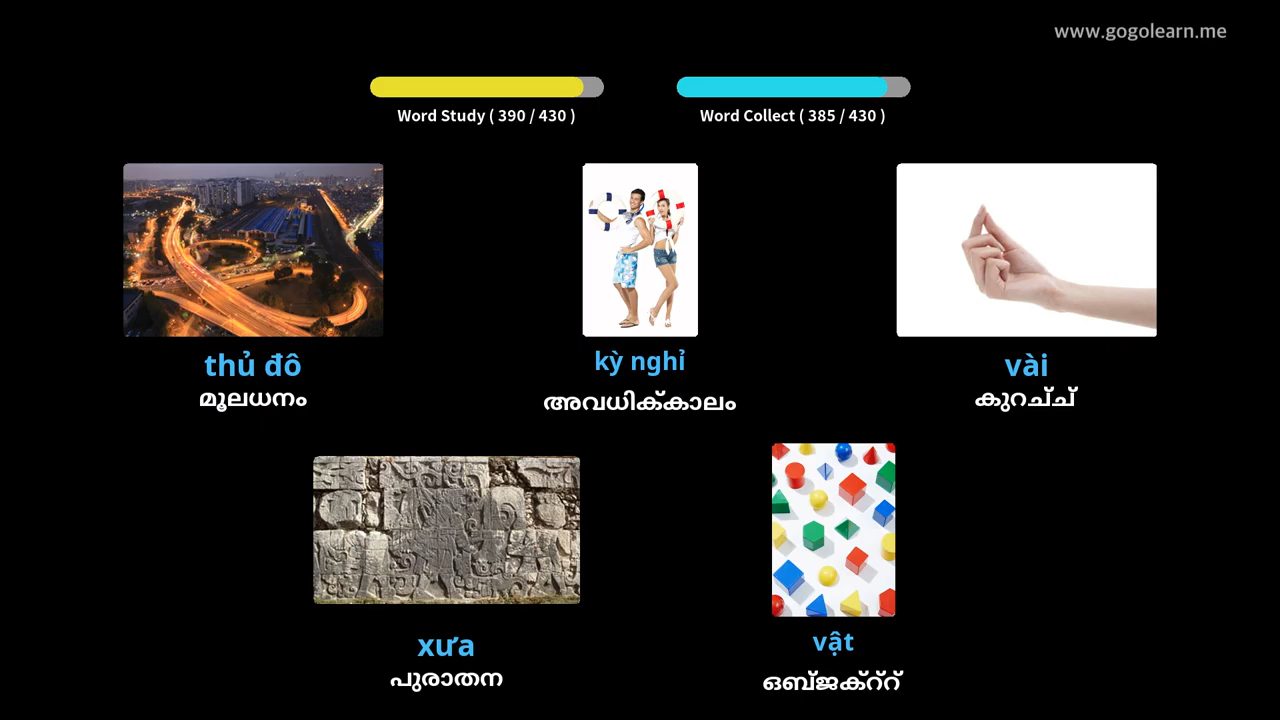 www.gogolearn.me
Word Study ( 390 / 430 )
Word Collect ( 385 / 430 )
thủ đô
മൂലധനം
kỳ nghỉ
അവധിക്കാലം
vài
കുറച്ച്
xưa
പുരാതന
vật
ഒബ്ജക്റ്റ്